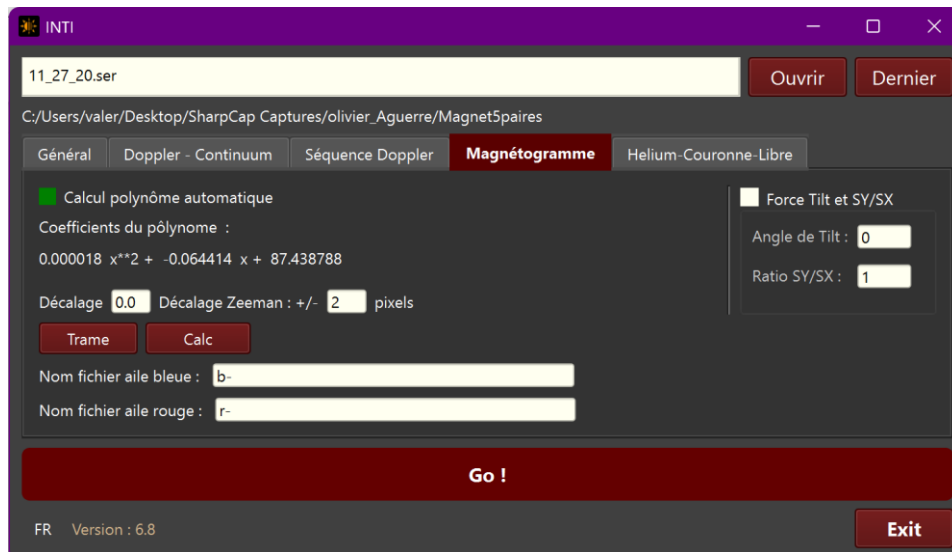 INTI
11_27_20.ser
Ouvrir
Dernier
C:/Users/valer/Desktop/SharpCap Captures/olivier_Aguerre/Magnet5paires
Général
Doppler - Continuum
Séquence Doppler
Magnétogramme
Helium-Couronne-Libre
Calcul polynôme automatique
Coefficients du pôlynome :
0.000018 x**2 + -0.064414 x + 87.438788
Décalage 0.0 Décalage Zeeman : +/- 2 pixels
Trame
Calc
Nom fichier aile bleue : b-
Nom fichier aile rouge : r-
Force Tilt et SY/SX
Angle de Tilt : 0
Ratio SY/SX : 1
Go !
FR Version : 6.8
Exit